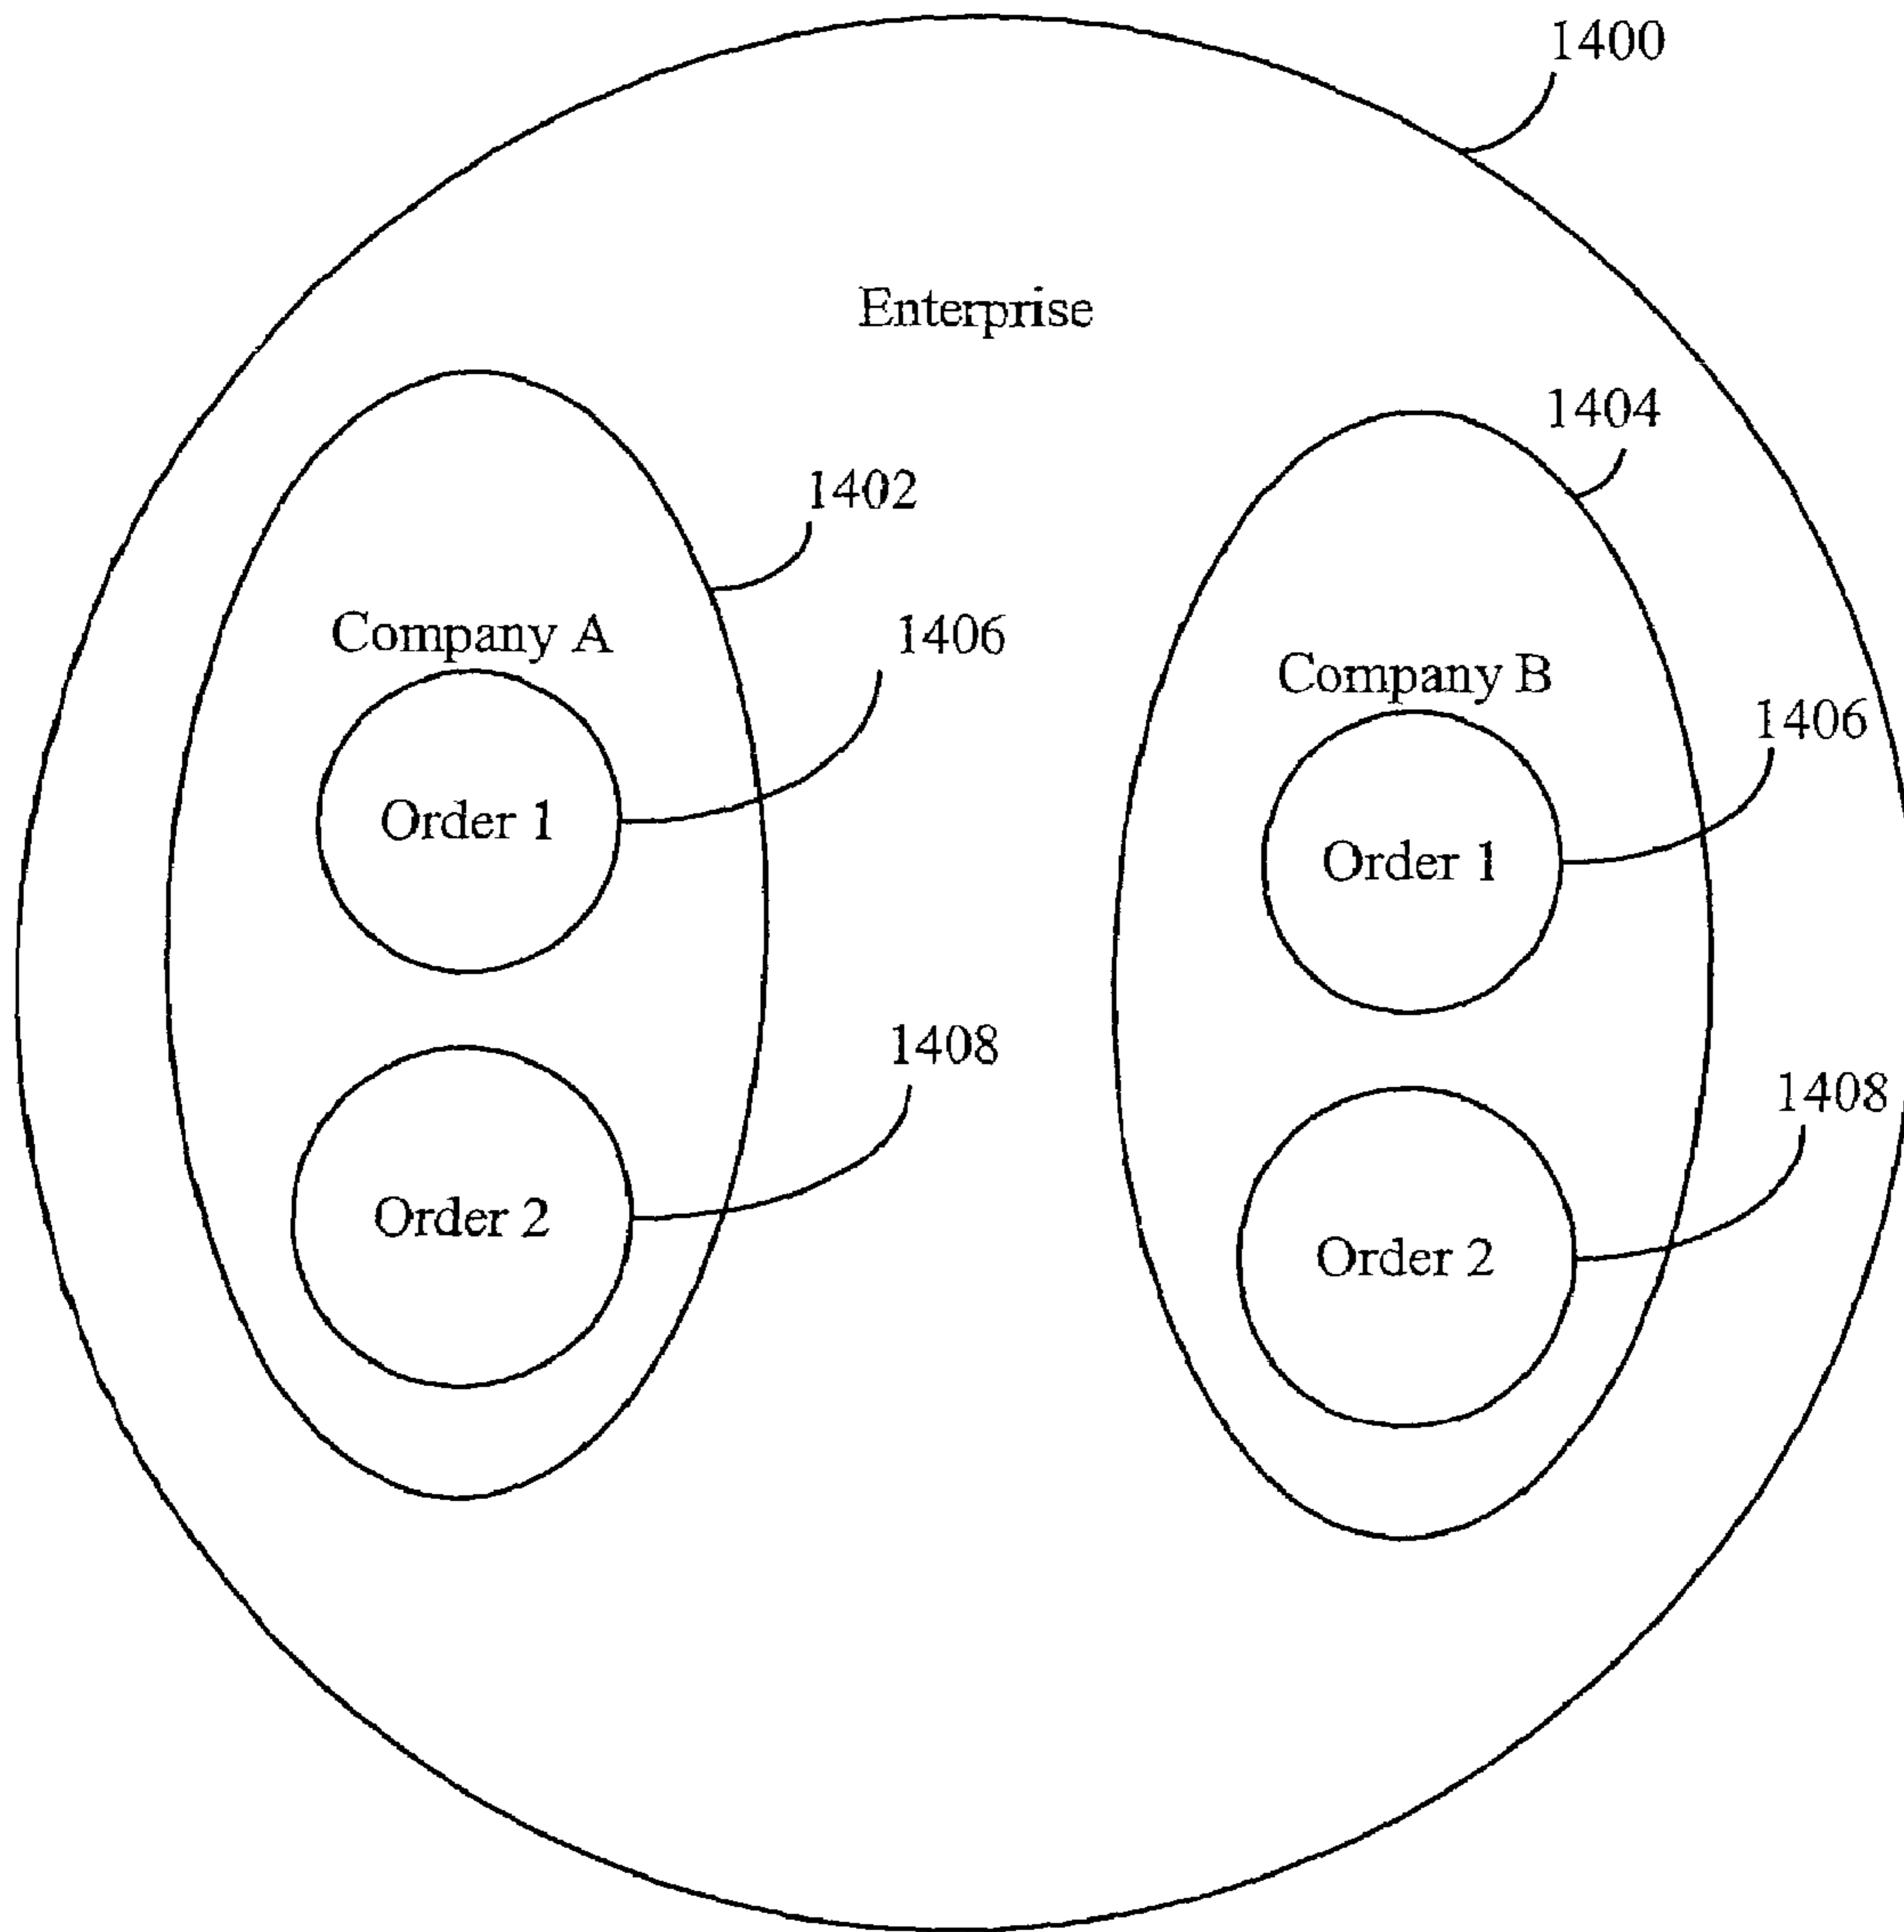 1400
Enterprise
1404
1402
Company A
1406
Company B
1406
Order 1
Order 1
1408
1408
Order 2
Order 2